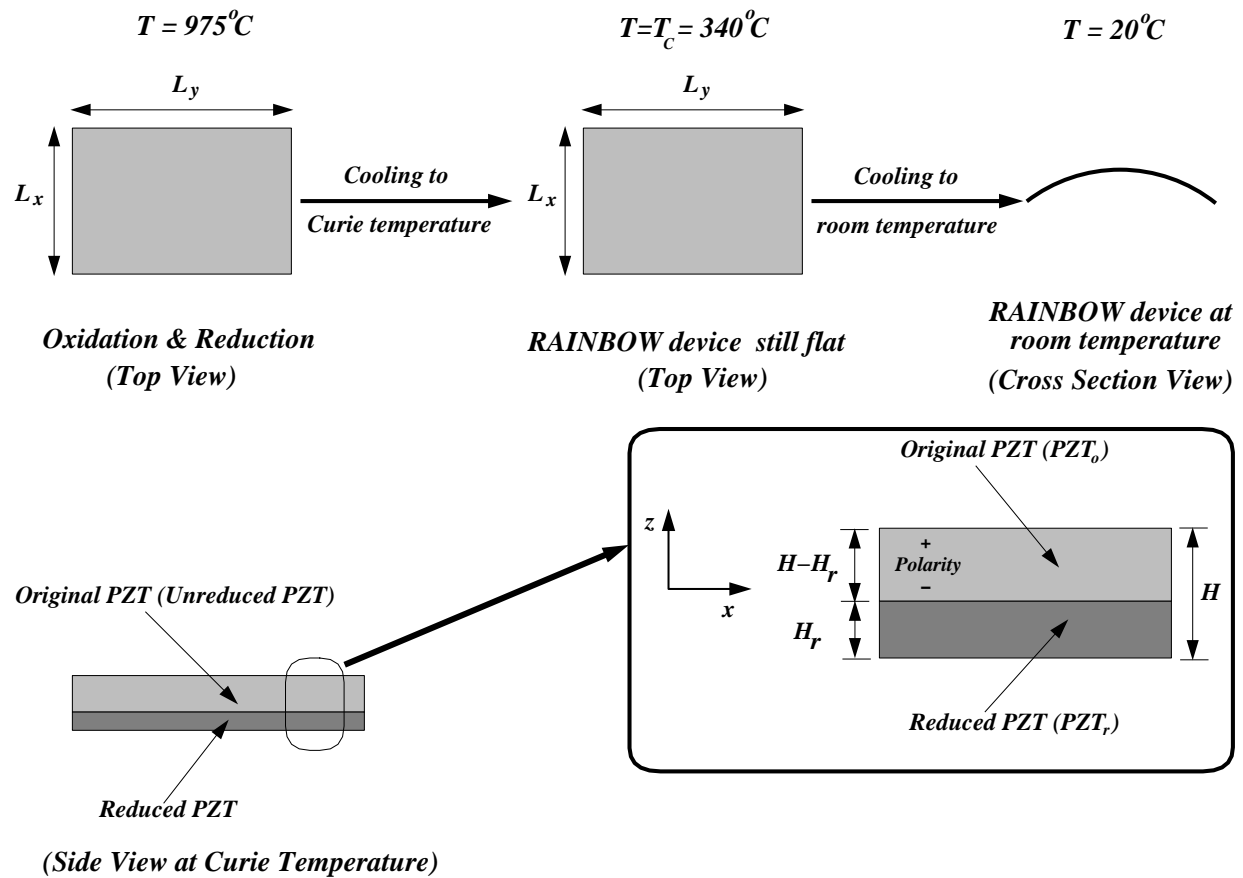 T = 975°C
T=T_C = 340°C
T = 20°C
L_y
L_y
L_x
L_x
Cooling to
Curie temperature
Cooling to
room temperature
Oxidation & Reduction
(Top View)
RAINBOW device still flat
(Top View)
RAINBOW device at
room temperature
(Cross Section View)
Original PZT (PZT_o)
z
x
H−H_r
+
Polarity
−
H
H_r
Reduced PZT (PZT_r)
Original PZT (Unreduced PZT)
Reduced PZT
(Side View at Curie Temperature)